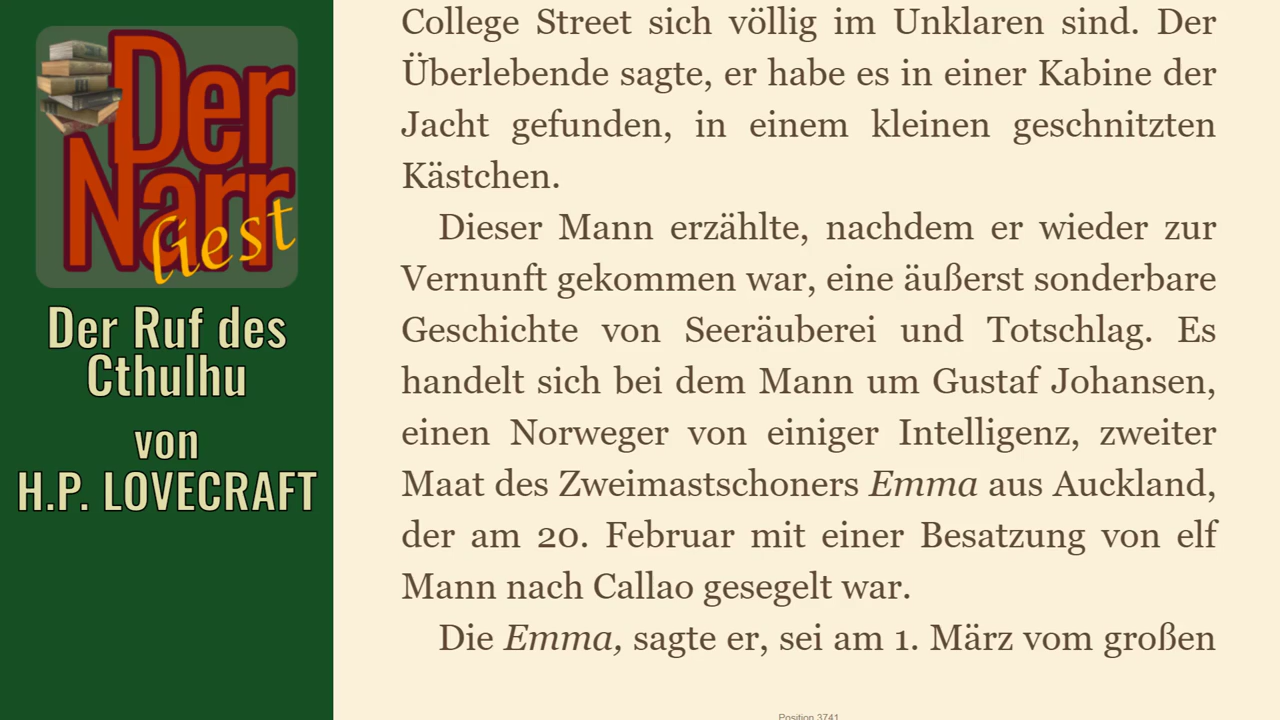 Der
Narr
liest
Der Ruf des
Cthulhu
von
H.P. LOVECRAFT
College Street sich völlig im Unklaren sind. Der
Überlebende sagte, er habe es in einer Kabine der
Jacht gefunden, in einem kleinen geschnitzten
Kästchen.
Dieser Mann erzählte, nachdem er wieder zur
Vernunft gekommen war, eine äußerst sonderbare
Geschichte von Seeräuberei und Totschlag. Es
handelt sich bei dem Mann um Gustaf Johansen,
einen Norweger von einiger Intelligenz, zweiter
Maat des Zweimastschoners Emma aus Auckland,
der am 20. Februar mit einer Besatzung von elf
Mann nach Callao gesegelt war.
Die Emma, sagte er, sei am 1. März vom großen
Position 3741